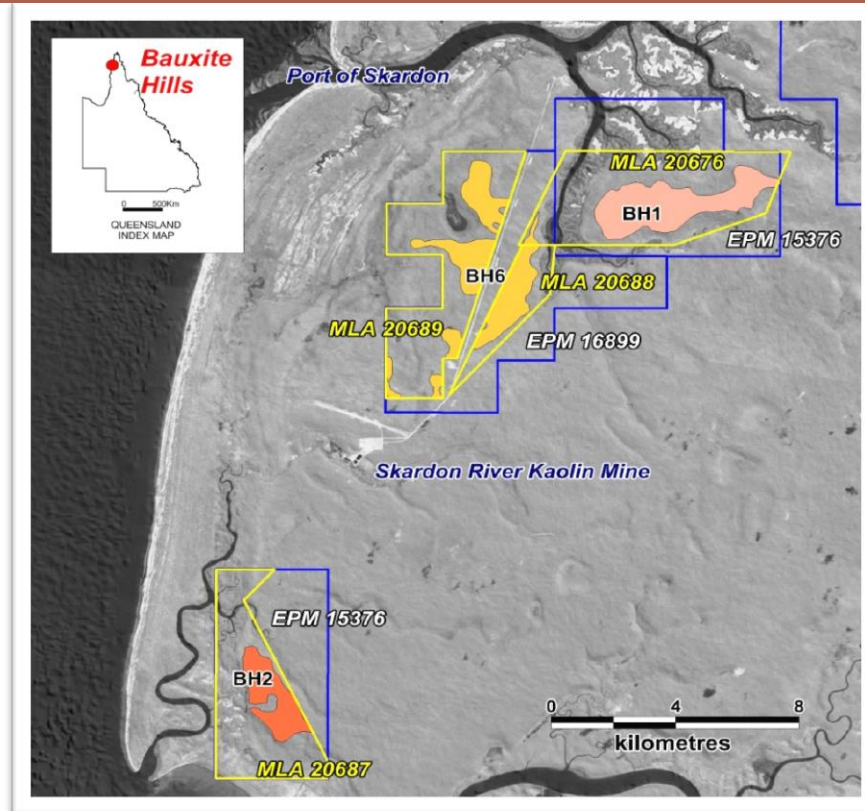 Bauxite
Hills
0 500Km
QUEENSLAND
INDEX MAP
Port of Skardon
MLA 20676
BH1
EPM 15376
BH6
MLA 20688
MLA 20689
EPM 16899
Skardon River Kaolin Mine
EPM 15376
BH2
MLA 20687
0 4 8
kilometres